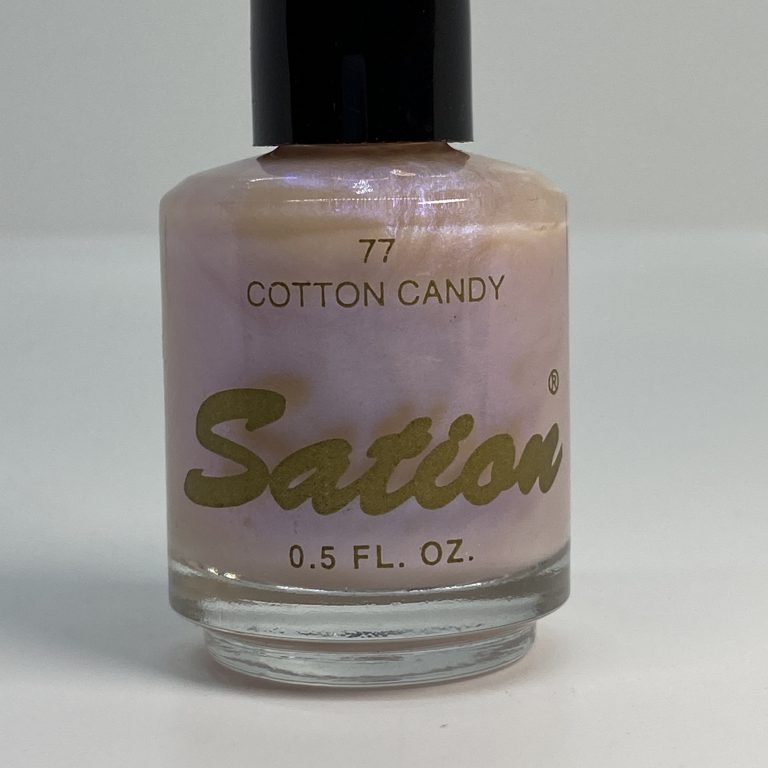 77
COTTON CANDY
Sation®
0.5 FL. OZ.